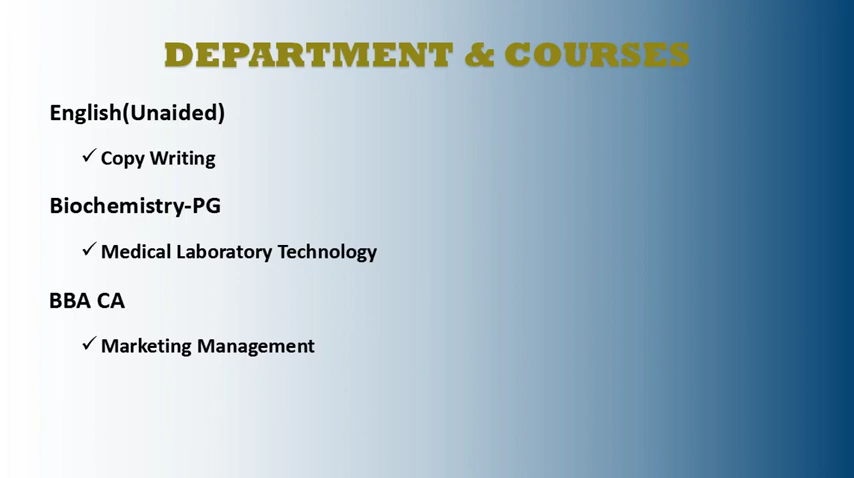 DEPARTMENT & COURSES
English(Unaided)
✓ Copy Writing
Biochemistry-PG
✓ Medical Laboratory Technology
BBA CA
✓ Marketing Management